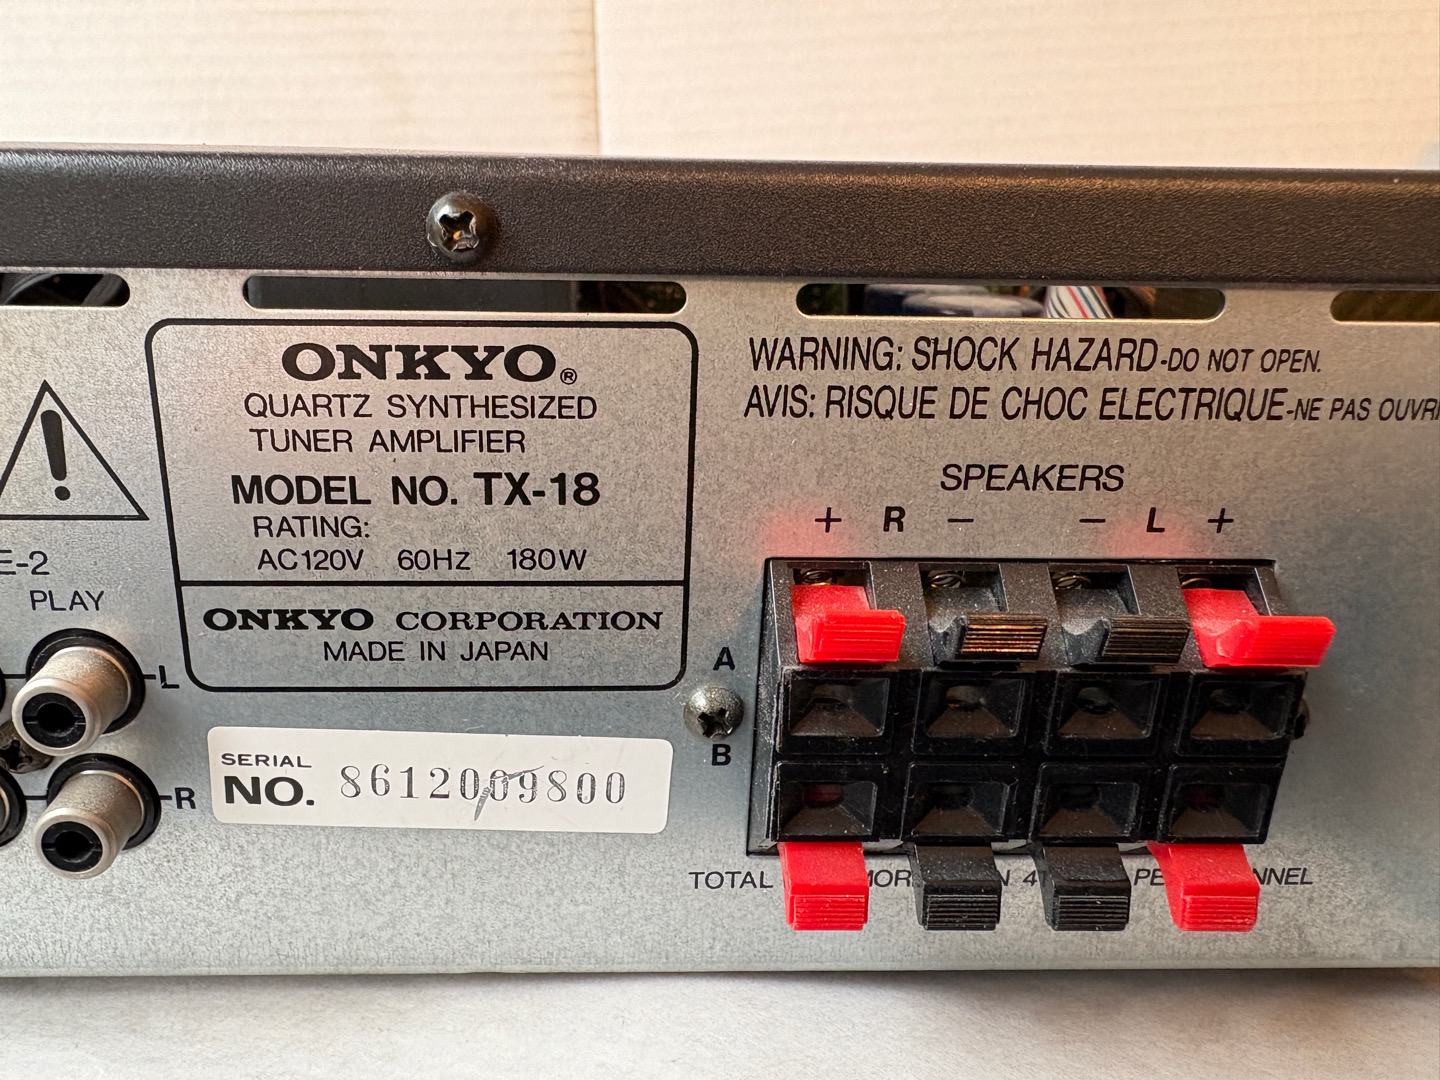 ONKYO®
QUARTZ SYNTHESIZED
TUNER AMPLIFIER
MODEL NO. TX-18
RATING:
AC120V 60Hz 180W
ONKYO CORPORATION
MADE IN JAPAN
SERIAL
NO. 8612009800
E-2
PLAY
L
R
WARNING: SHOCK HAZARD-DO NOT OPEN.
AVIS: RISQUE DE CHOC ELECTRIQUE-NE PAS OUVRI
SPEAKERS
+ R − − L +
A
B
TOTAL